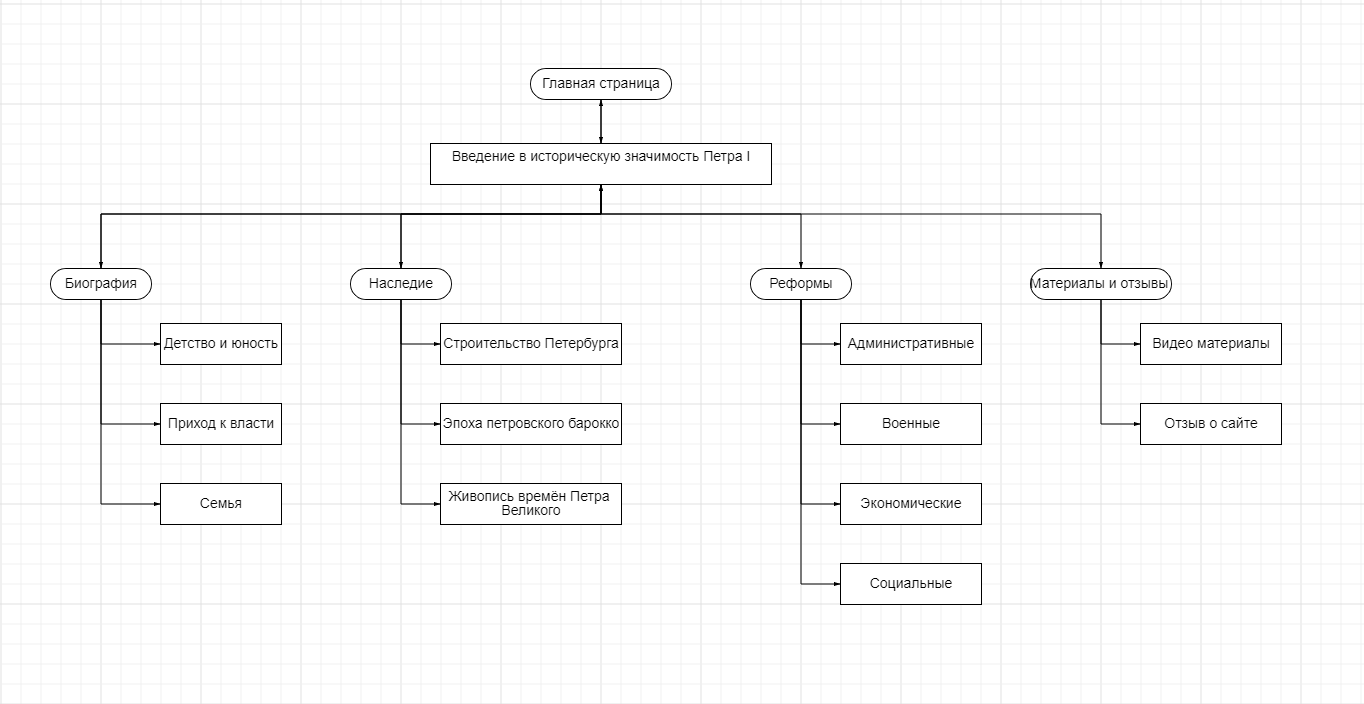 Главная страница
Введение в историческую значимость Петра I
Биография
Наследие
Реформы
Материалы и отзывы
Детство и юность
Строительство Петербурга
Административные
Видео материалы
Приход к власти
Эпоха петровского барокко
Военные
Отзыв о сайте
Семья
Живопись времён Петра
Великого
Экономические
Социальные